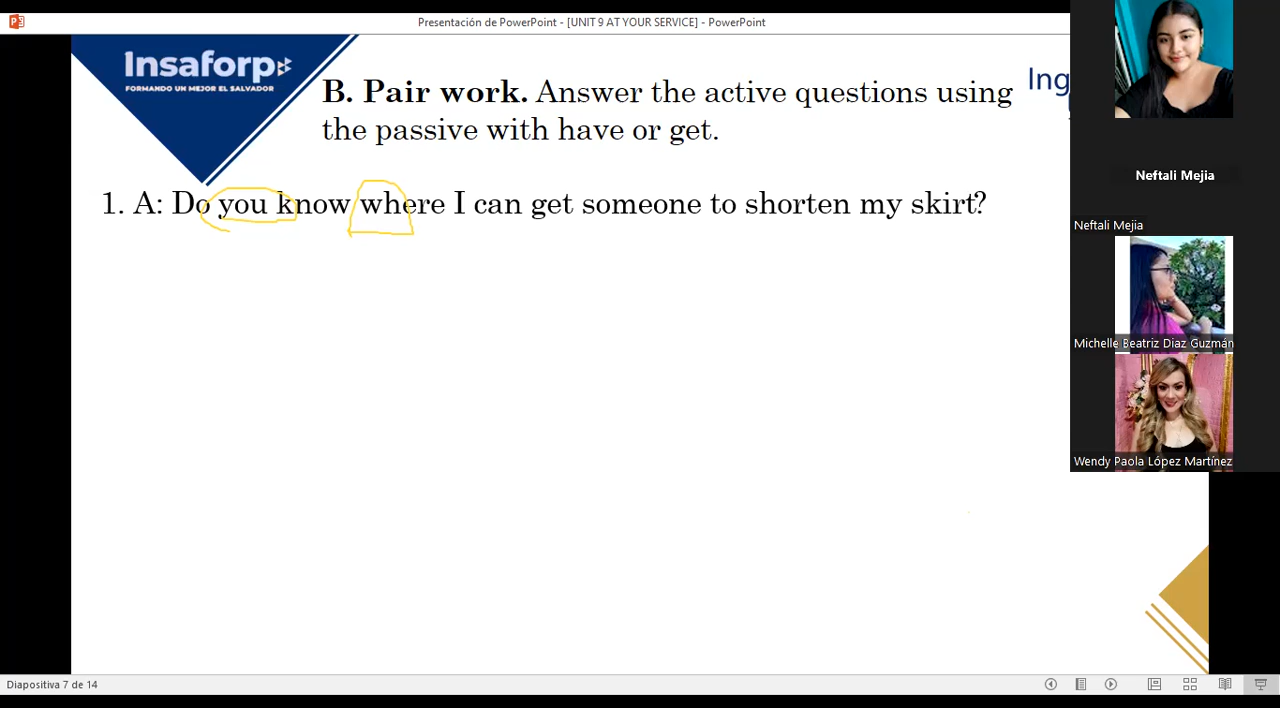 Presentación de PowerPoint - [UNIT 9 AT YOUR SERVICE] - PowerPoint
Insaforp
FORMANDO UN MEJOR EL SALVADOR
B. Pair work. Answer the active questions using
the passive with have or get.
Ing
1. A: Do you know where I can get someone to shorten my skirt?
Neftali Mejia
Neftali Mejia
Michelle Beatriz Diaz Guzmán
Wendy Paola López Martínez
Diapositiva 7 de 14